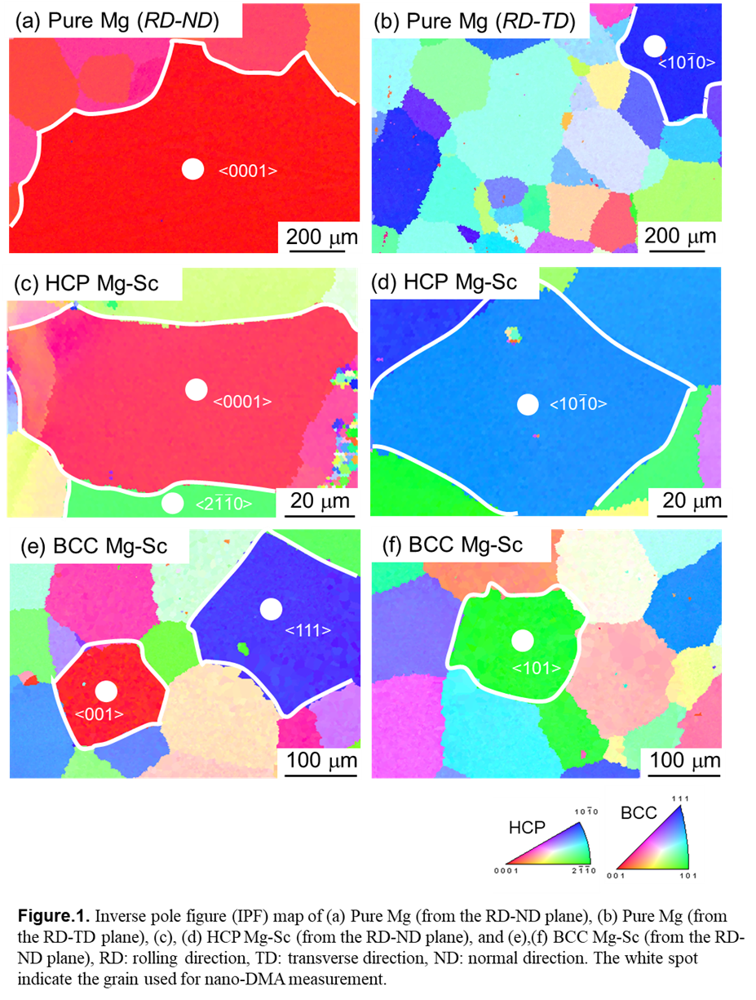 (a) Pure Mg (RD-ND)
<0001>
200 μm
(b) Pure Mg (RD-TD)
<101̅0>
200 μm
(c) HCP Mg-Sc
<0001>
<21̅1̅0>
20 μm
(d) HCP Mg-Sc
<101̅0>
20 μm
(e) BCC Mg-Sc
<111>
<001>
100 μm
(f) BCC Mg-Sc
<101>
100 μm
HCP
101̅0
0001
21̅1̅0
BCC
111
001
101
Figure.1. Inverse pole figure (IPF) map of (a) Pure Mg (from the RD-ND plane), (b) Pure Mg (from
the RD-TD plane), (c), (d) HCP Mg-Sc (from the RD-ND plane), and (e),(f) BCC Mg-Sc (from the RD-
ND plane), RD: rolling direction, TD: transverse direction, ND: normal direction. The white spot
indicate the grain used for nano-DMA measurement.